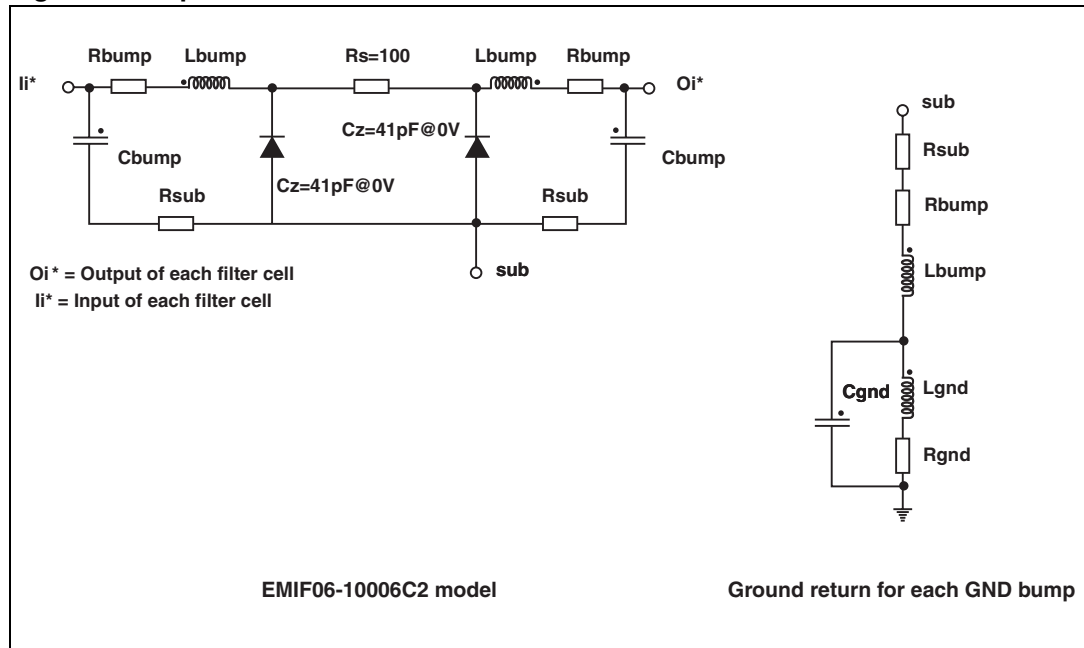 Rbump
Lbump
Rs=100
Lbump
Rbump
Ii*
Oi*
Cz=41pF@0V
Cbump
Cbump
Cz=41pF@0V
Rsub
Rsub
sub
Oi* = Output of each filter cell
Ii* = Input of each filter cell
sub
Rsub
Rbump
Lbump
Cgnd
Lgnd
Rgnd
EMIF06-10006C2 model
Ground return for each GND bump